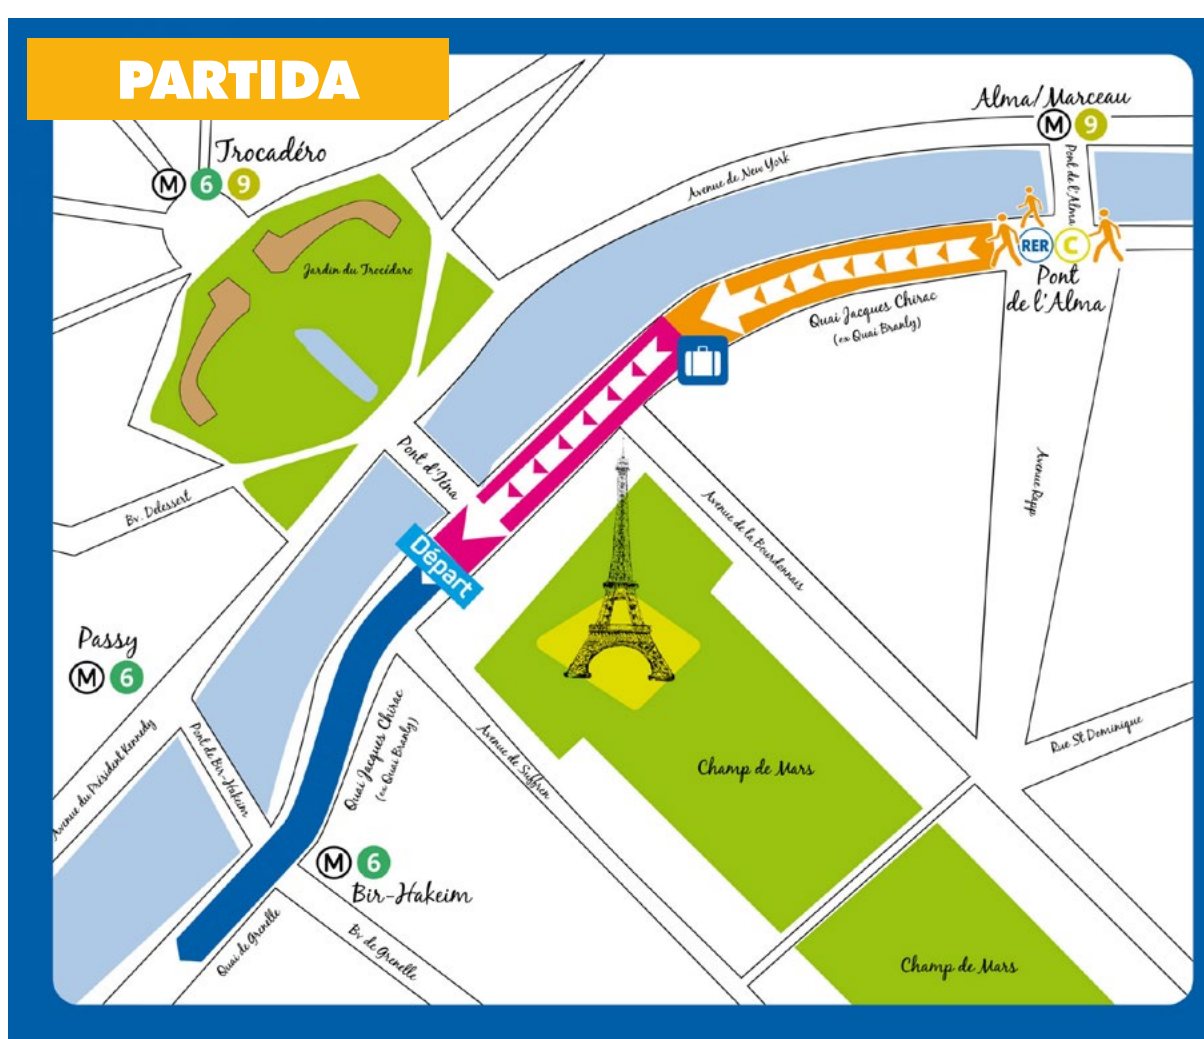 PARTIDA
Alma/Marceau
M 9
Trocadéro
M 6 9
Avenue de New York
Pont de l'Alma
RER C
Pont
de l'Alma
Jardin du Trocédaro
Quai Jacques Chirac
(ex Quai Branly)
Pont d'Iéna
Avenue Rapp
Bv. Delessert
Avenue de la Bourdonnais
Départ
Passy
M 6
Avenue du Président Kennedy
Pont de Bir-Hakeim
Quai Jacques Chirac
(ex Quai Branly)
Avenue de Suffren
Rue St Dominique
Champ de Mars
M 6
Bir-Hakeim
Quai de Grenelle
Bv de Grenelle
Champ de Mars